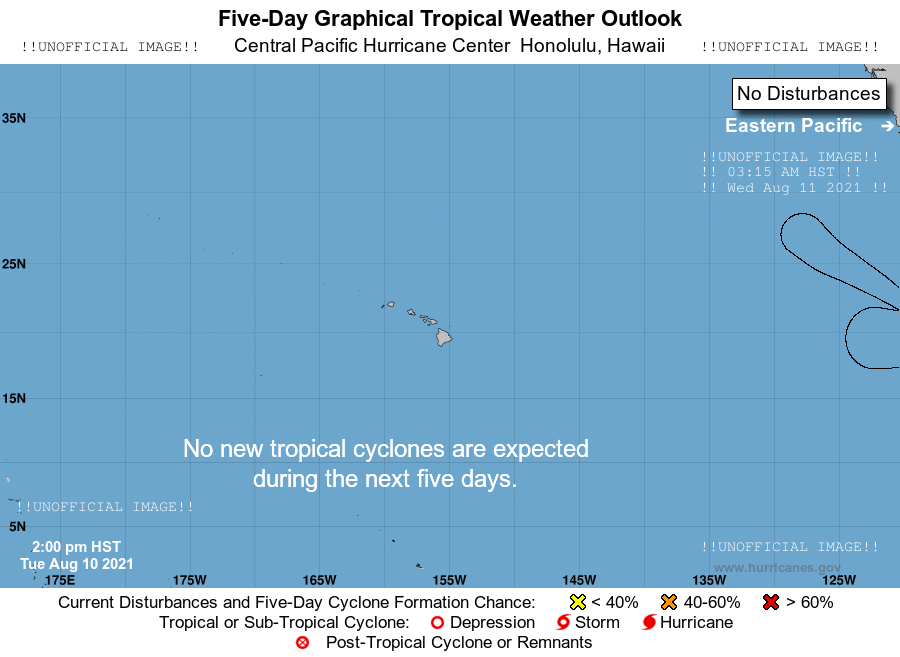 Five-Day Graphical Tropical Weather Outlook
!!UNOFFICIAL IMAGE!! Central Pacific Hurricane Center Honolulu, Hawaii !!UNOFFICIAL IMAGE!!
No Disturbances
35N
Eastern Pacific →
!!UNOFFICIAL IMAGE!!
!! 03:15 AM HST !!
!! Wed Aug 11 2021 !!
25N
15N
No new tropical cyclones are expected
during the next five days.
!!UNOFFICIAL IMAGE!!
5N
2:00 pm HST
Tue Aug 10 2021
!!UNOFFICIAL IMAGE!!
www.hurricanes.gov
175E 175W 165W 155W 145W 135W 125W
Current Disturbances and Five-Day Cyclone Formation Chance: < 40% 40-60% > 60%
Tropical or Sub-Tropical Cyclone: Depression Storm Hurricane
Post-Tropical Cyclone or Remnants